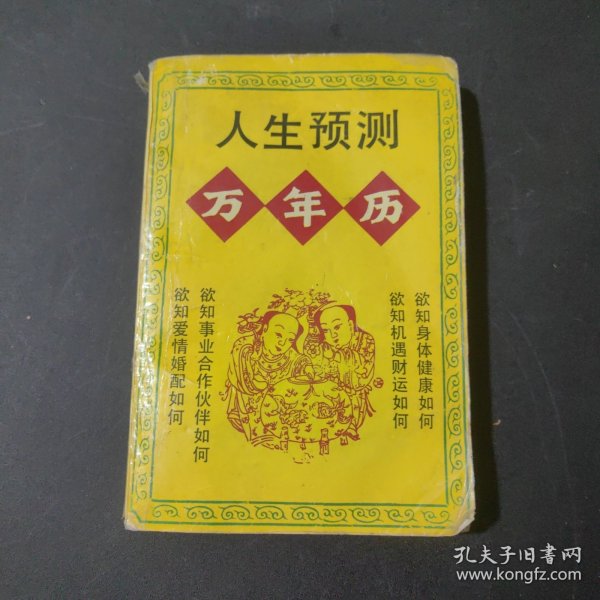 人生预测
万年历
欲知身体健康如何
欲知机遇财运如何
欲知事业合作伙伴如何
欲知爱情婚配如何
孔夫子旧书网
www.kongfz.com